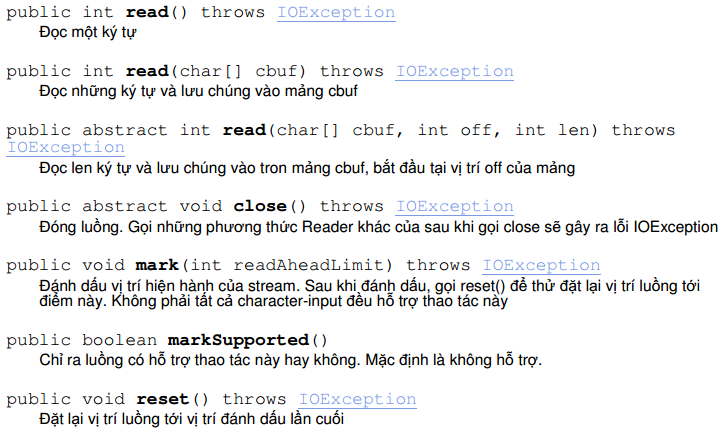 public int read() throws IOException
Đọc một ký tự
public int read(char[] cbuf) throws IOException
Đọc những ký tự và lưu chúng vào mảng cbuf
public abstract int read(char[] cbuf, int off, int len) throws
IOException
Đọc len ký tự và lưu chúng vào tron mảng cbuf, bắt đầu tại vị trí off của mảng
public abstract void close() throws IOException
Đóng luồng. Gọi những phương thức Reader khác của sau khi gọi close sẽ gây ra lỗi IOException
public void mark(int readAheadLimit) throws IOException
Đánh dấu vị trí hiện hành của stream. Sau khi đánh dấu, gọi reset() để thử đặt lại vị trí luồng tới
điểm này. Không phải tất cả character-input đều hỗ trợ thao tác này
public boolean markSupported()
Chỉ ra luồng có hỗ trợ thao tác này hay không. Mặc định là không hỗ trợ.
public void reset() throws IOException
Đặt lại vị trí luồng tới vị trí đánh dấu lần cuối